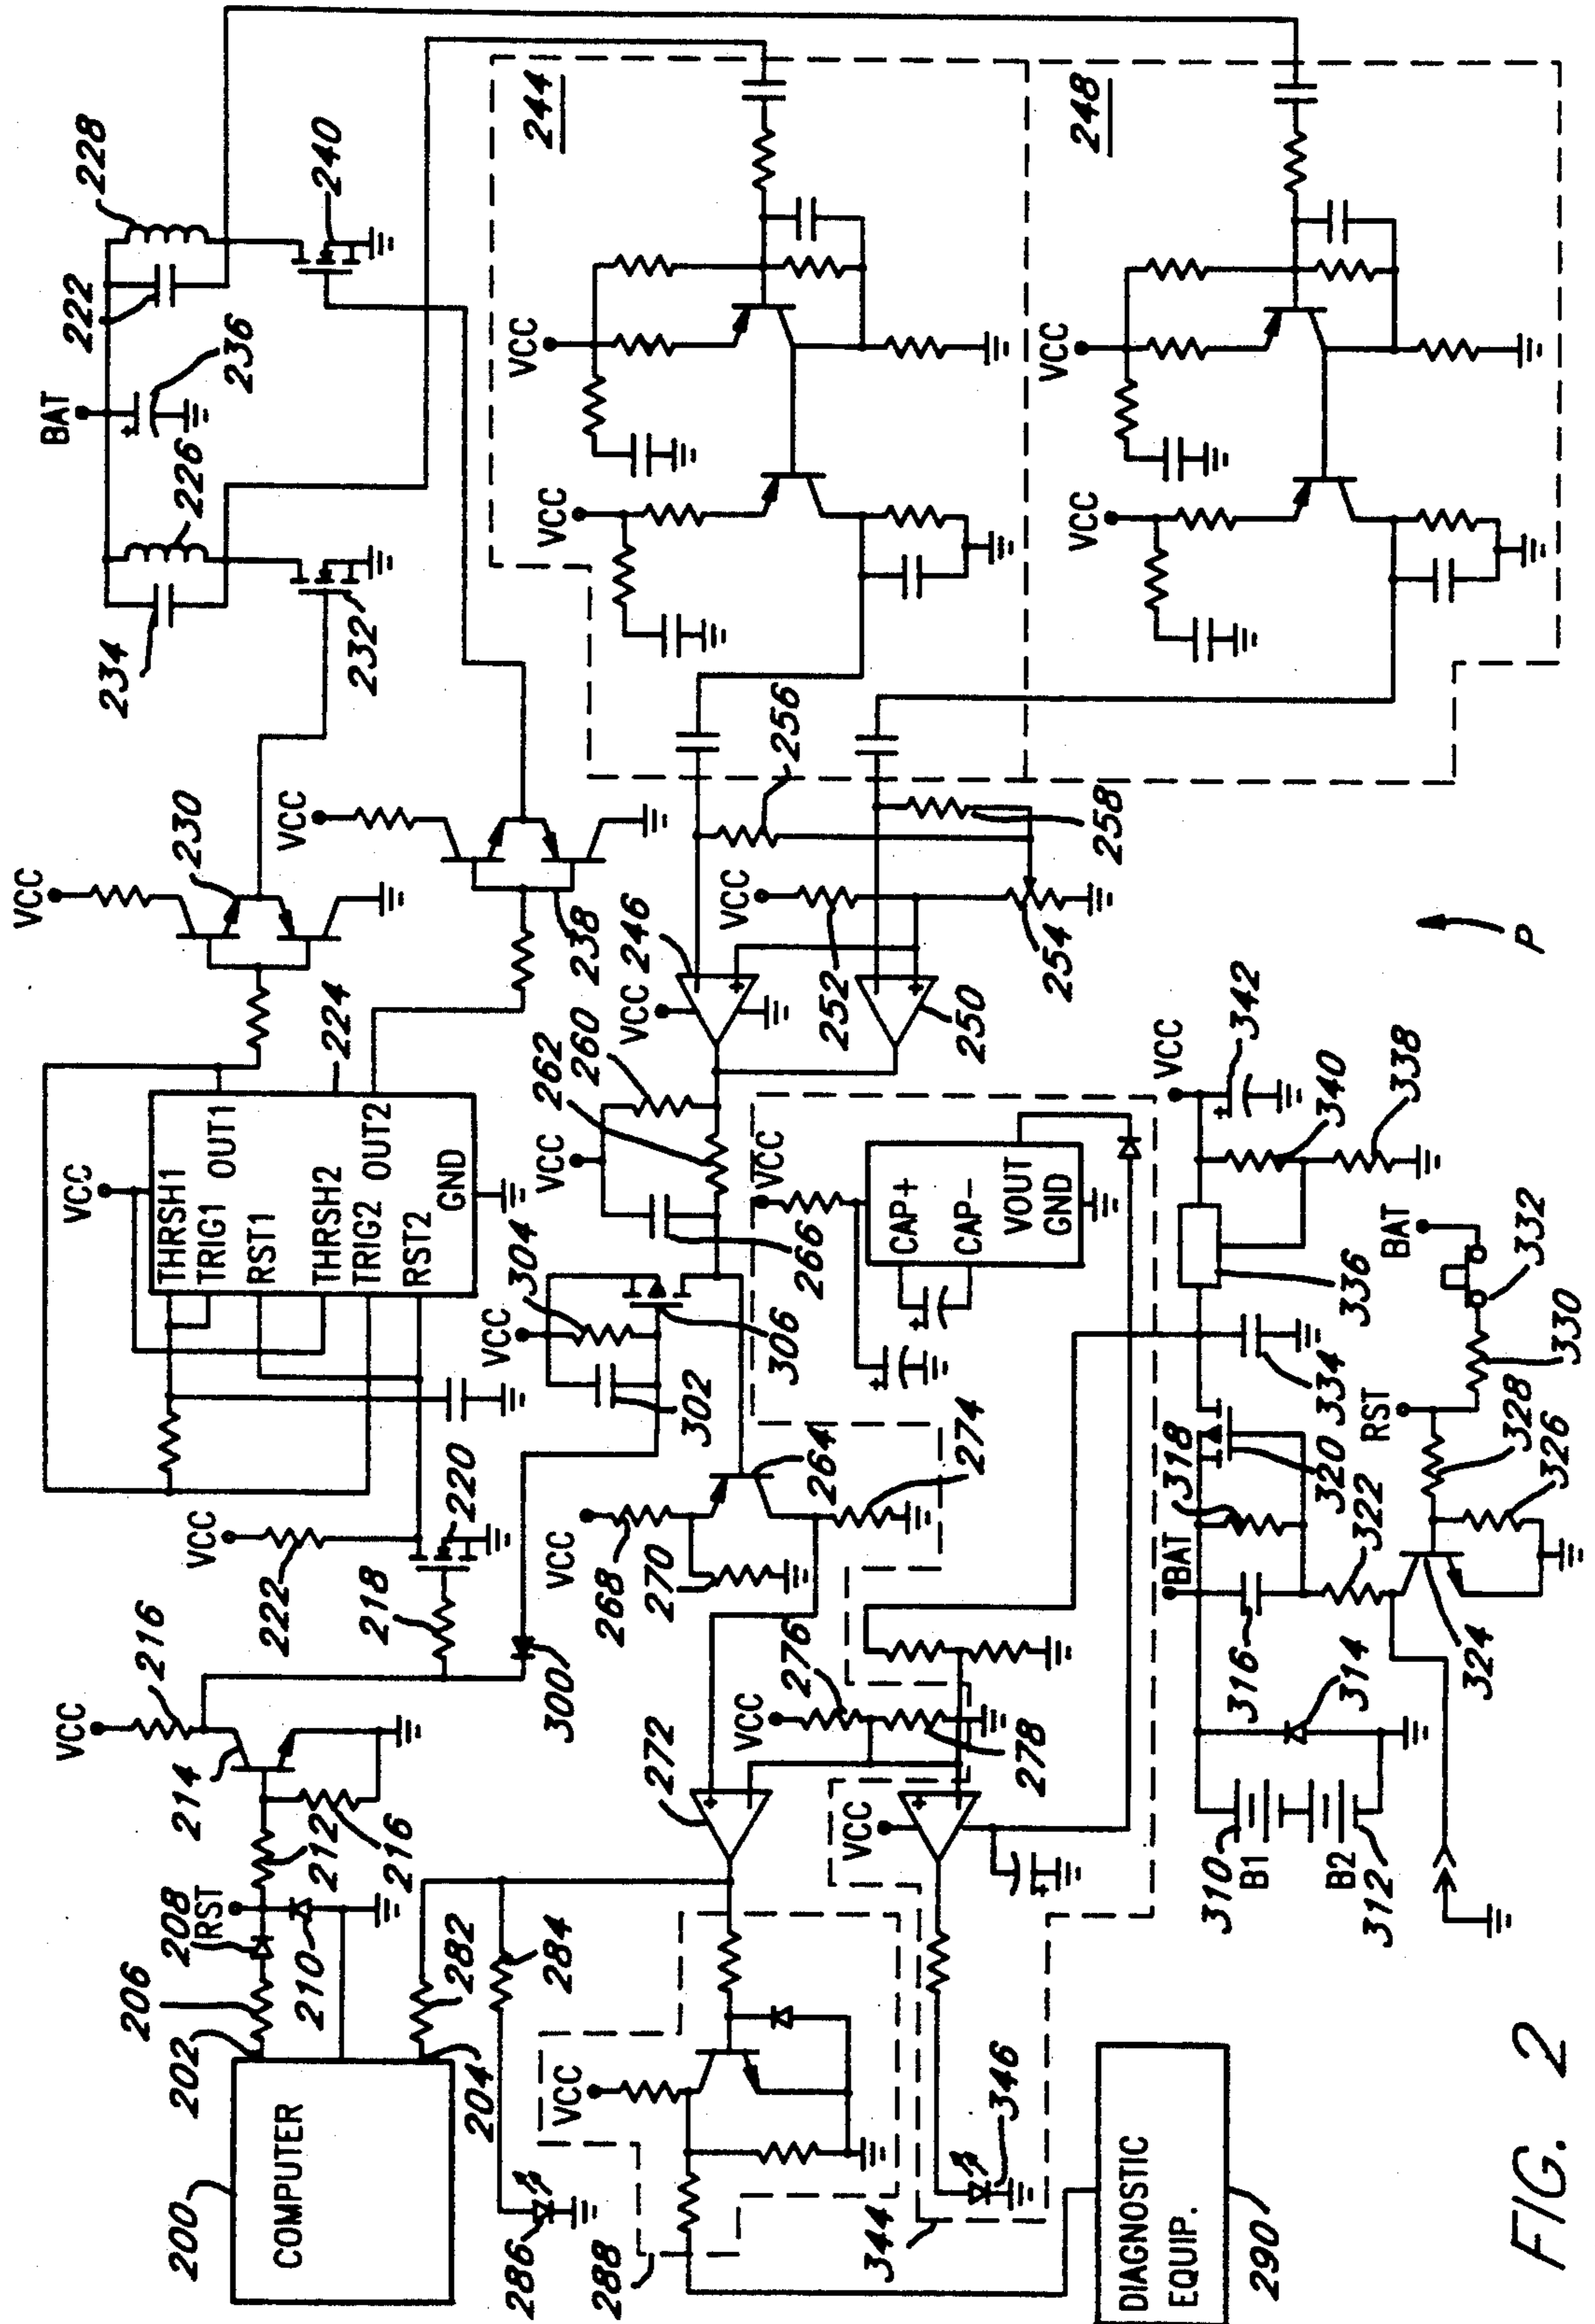 BAT
228
222
236
226
234
240
232
VCC
230
VCC
238
VCC
THRSH1
TRIG1
OUT1
RST1
THRSH2
TRIG2
OUT2
RST2
GND
224
VCC
222
220
218
VCC
216
214
212
216
RST
208
210
206
202
200
COMPUTER
204
282
284
286
288
VCC
244
VCC
VCC
248
VCC
VCC
256
258
VCC
252
254
246
VCC
250
260
262
VCC
266
304
VCC
302
306
300
264
VCC
268
270
274
272
276
VCC
278
VCC
VCC
CAP+
CAP-
VOUT
GND
344
346
DIAGNOSTIC
EQUIP.
290
P
VCC
342
340
338
336
334
BAT
332
330
RST
328
326
324
322
320
318
BAT
316
314
310
B1
B2
312
FIG. 2